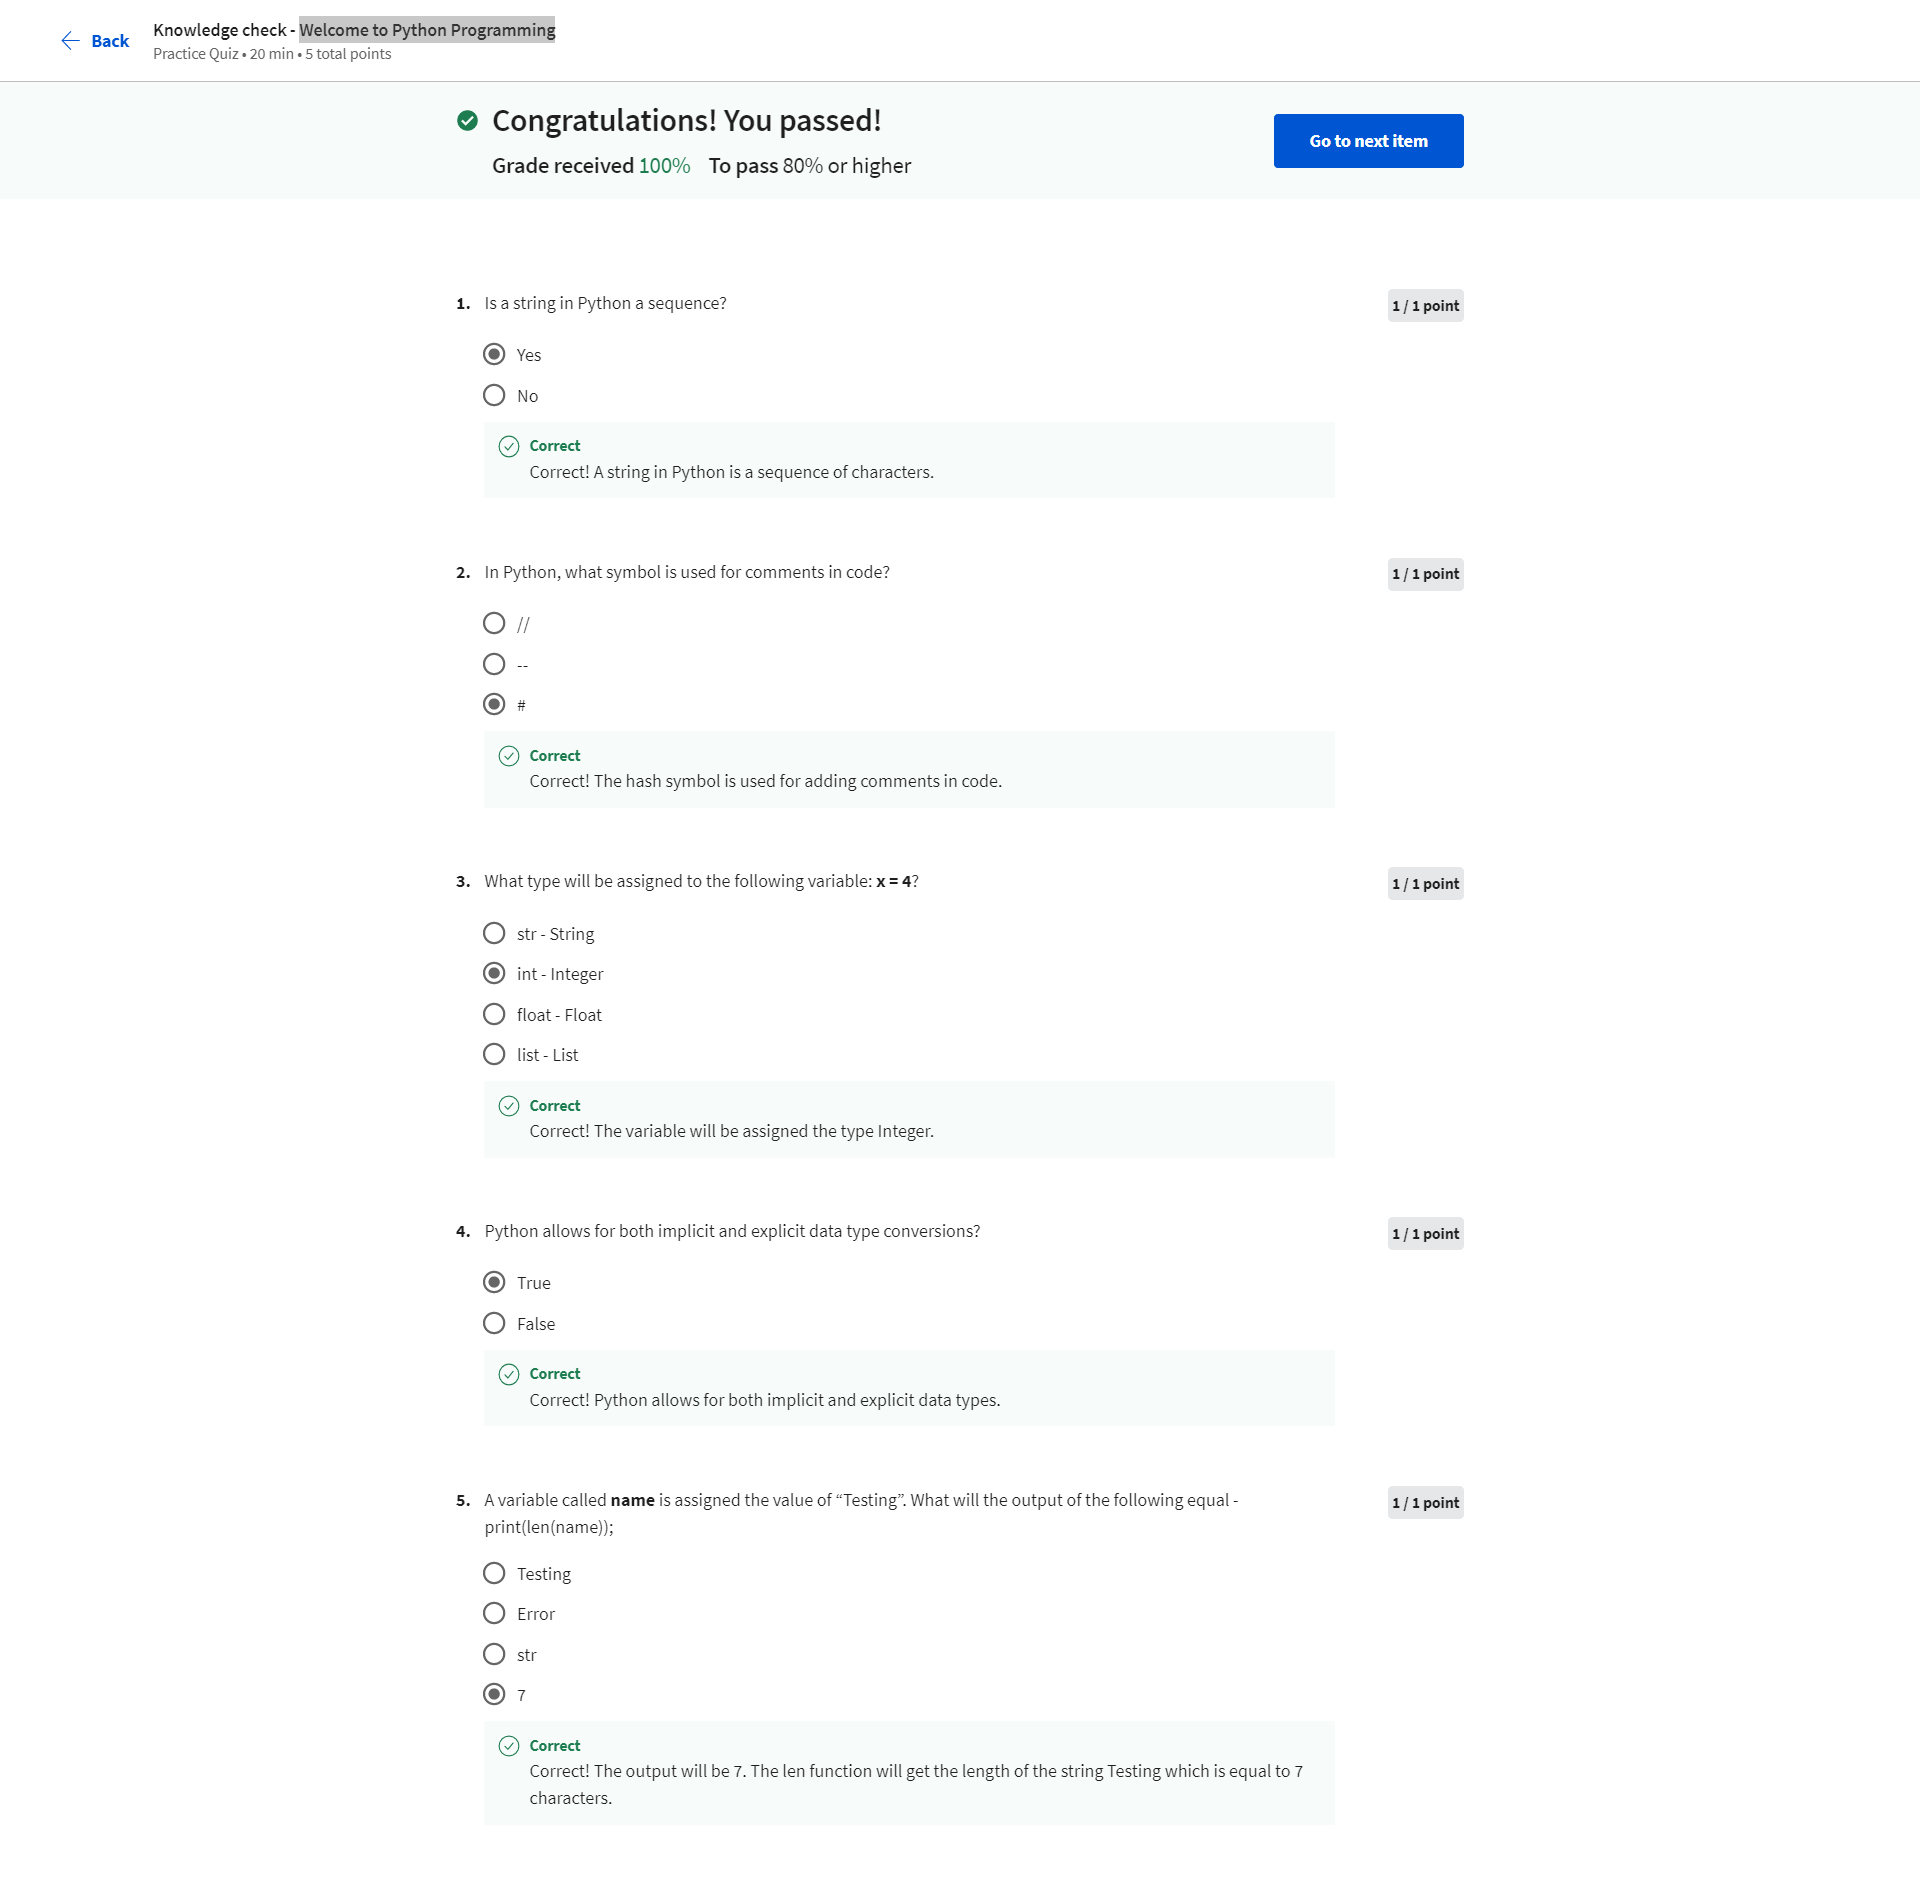 Back
Knowledge check - Welcome to Python Programming
Practice Quiz • 20 min • 5 total points
Congratulations! You passed!
Grade received 100% To pass 80% or higher
Go to next item
1. Is a string in Python a sequence?
1 / 1 point
Yes
No
Correct
Correct! A string in Python is a sequence of characters.
2. In Python, what symbol is used for comments in code?
1 / 1 point
//
--
#
Correct
Correct! The hash symbol is used for adding comments in code.
3. What type will be assigned to the following variable: x = 4?
1 / 1 point
str - String
int - Integer
float - Float
list - List
Correct
Correct! The variable will be assigned the type Integer.
4. Python allows for both implicit and explicit data type conversions?
1 / 1 point
True
False
Correct
Correct! Python allows for both implicit and explicit data types.
5. A variable called name is assigned the value of “Testing”. What will the output of the following equal -
print(len(name));
1 / 1 point
Testing
Error
str
7
Correct
Correct! The output will be 7. The len function will get the length of the string Testing which is equal to 7
characters.